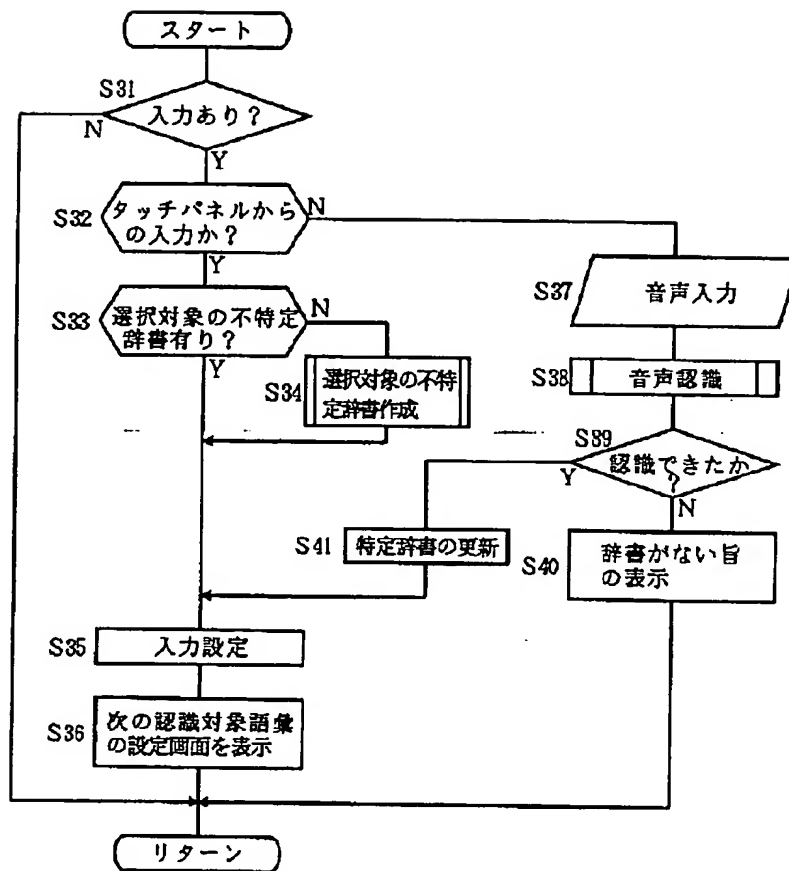 スタート
S31
入力あり?
N
Y
S32
タッチパネルから
の入力か?
N
Y
S33
選択対象の不特定
辞書有り?
N
Y
S34
選択対象の不特
定辞書作成
S37
音声入力
S38
音声認識
S39
認識できたか
?
Y
N
S41
特定辞書の更新
S40
辞書がない旨
の表示
S35
入力設定
S36
次の認識対象語彙
の設定画面を表示
リターン